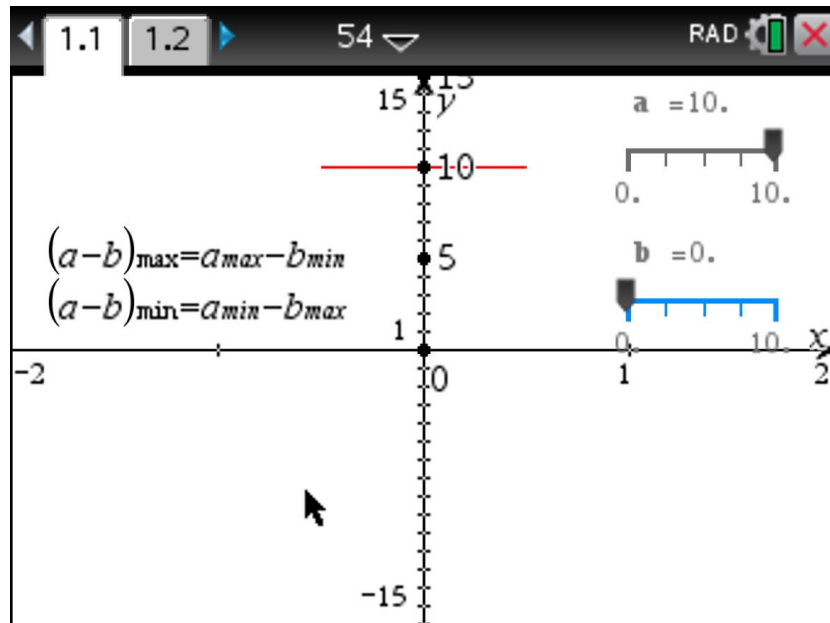 1.1 1.2 54 RAD
15 15 y
a =10.
10
0. 10.
(a-b)max=amax-bmin
5
b =0.
(a-b)min=amin-bmax
1
0. 10. x
-2 0 1 2
-15